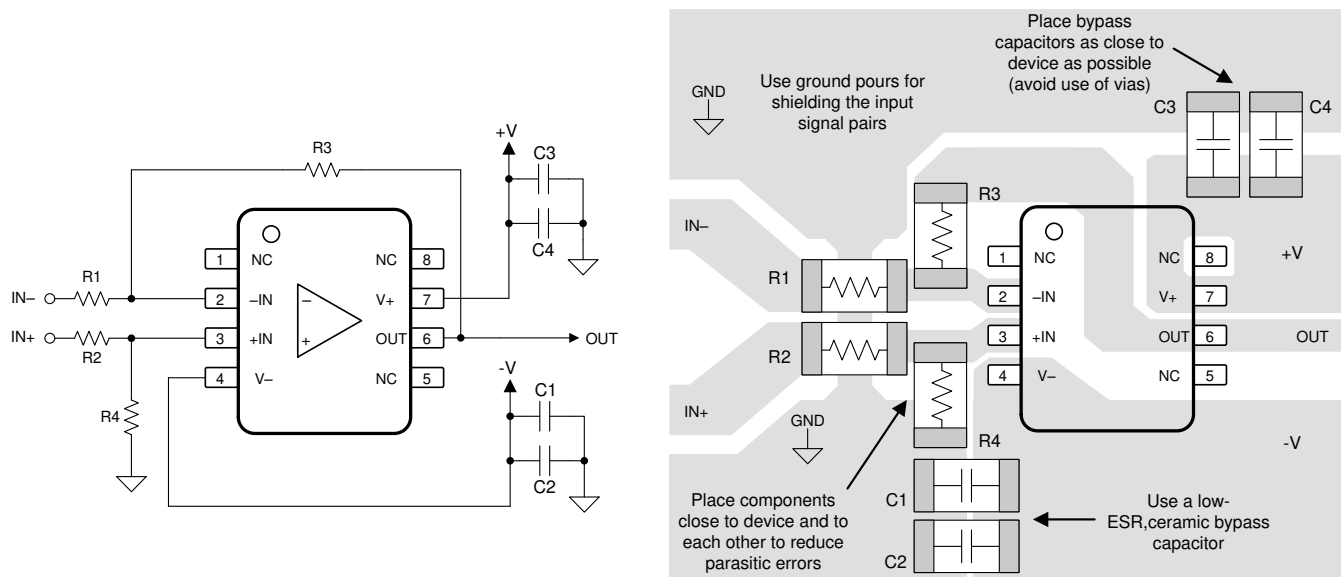 R3
+V
C3
C4
1
NC
NC
8
IN–
R1
2
–IN
–
V+
7
IN+
R2
3
+IN
+
OUT
6
OUT
4
V–
NC
5
R4
-V
C1
C2
Place bypass
capacitors as close to
device as possible
(avoid use of vias)
Use ground pours for
shielding the input
signal pairs
GND
C3
C4
R3
IN–
R1
R2
IN+
1
NC
NC
8
2
–IN
V+
7
3
+IN
OUT
6
4
V–
NC
5
+V
OUT
-V
GND
R4
C1
C2
Place components
close to device and to
each other to reduce
parasitic errors
Use a low-
ESR,ceramic bypass
capacitor